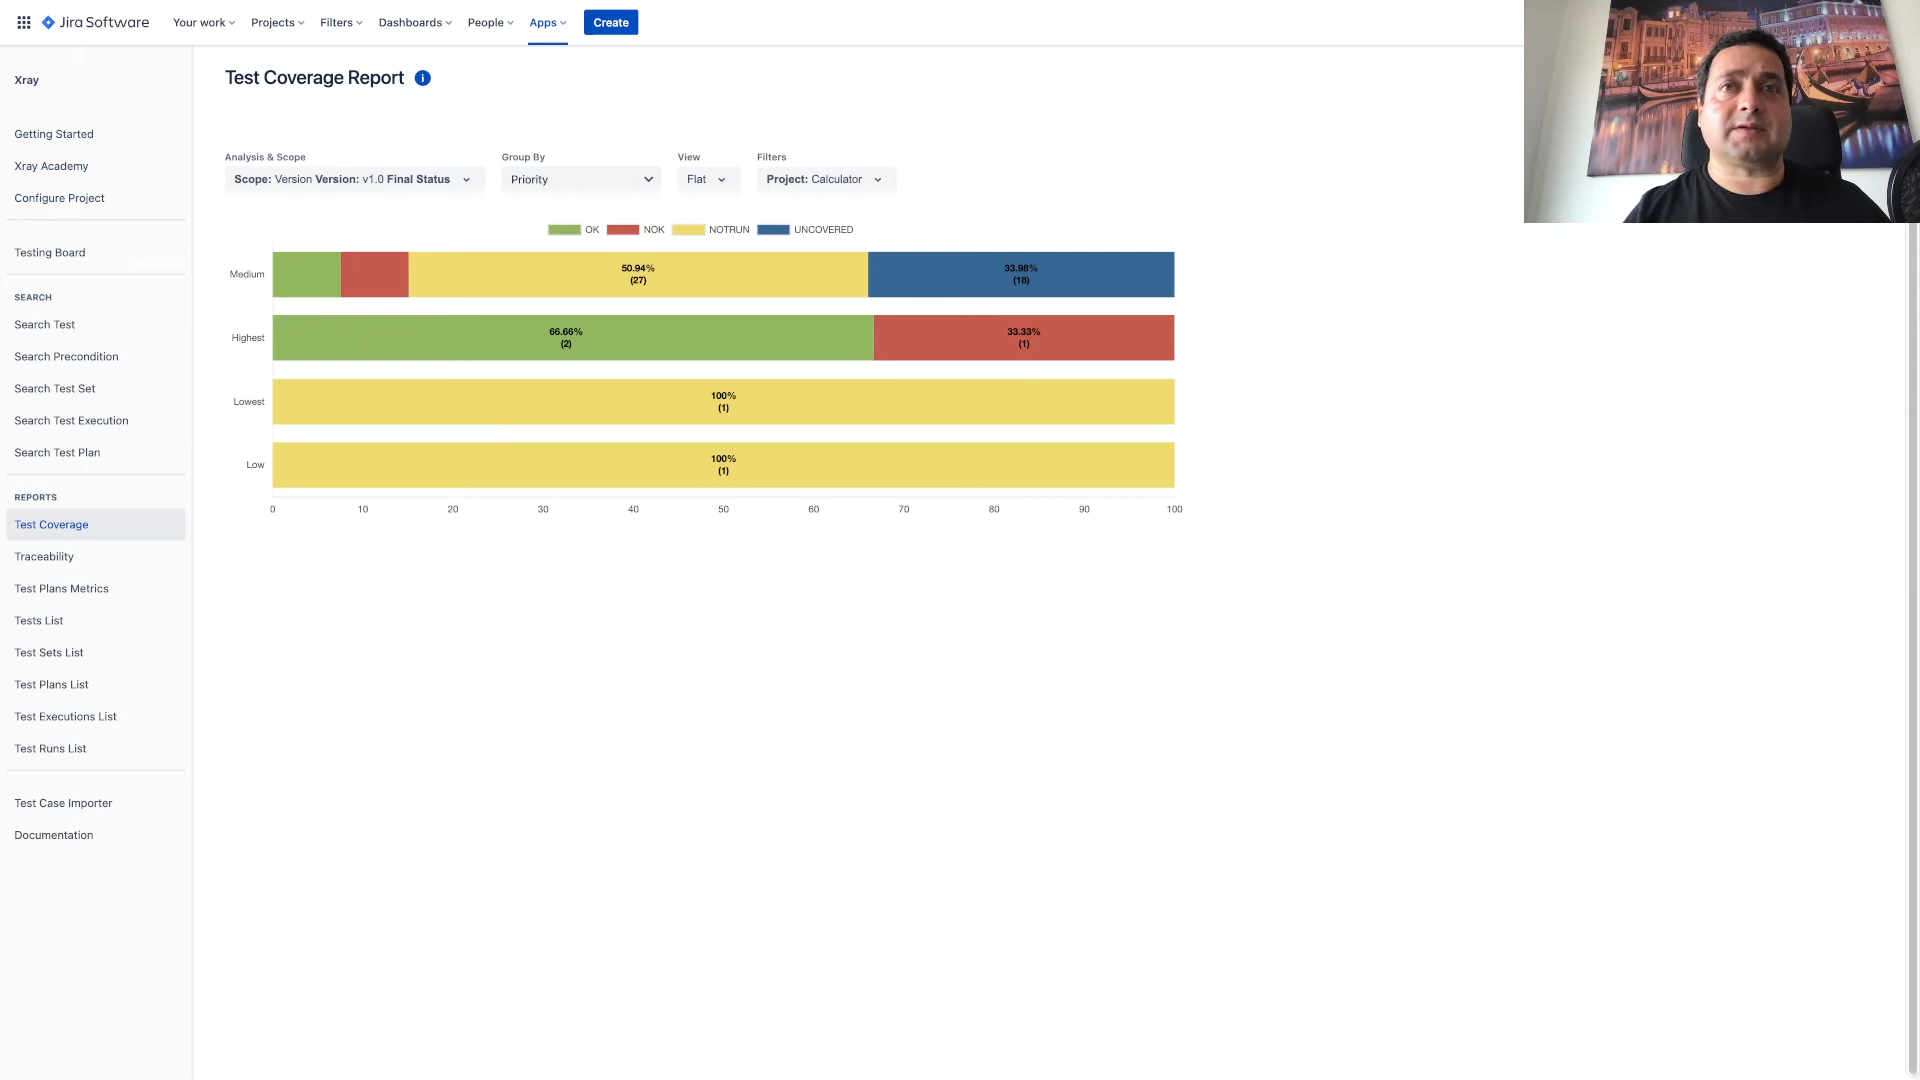 Jira Software
Your work
Projects
Filters
Dashboards
People
Apps
Create
Xray
Getting Started
Xray Academy
Configure Project
Testing Board
SEARCH
Search Test
Search Precondition
Search Test Set
Search Test Execution
Search Test Plan
REPORTS
Test Coverage
Traceability
Test Plans Metrics
Tests List
Test Sets List
Test Plans List
Test Executions List
Test Runs List
Test Case Importer
Documentation
Test Coverage Report
Analysis & Scope
Scope: Version Version: v1.0 Final Status
Group By
Priority
View
Flat
Filters
Project: Calculator
OK NOK NOTRUN UNCOVERED
Medium
50.94%
(27)
33.98%
(18)
Highest
66.66%
(2)
33.33%
(1)
Lowest
100%
(1)
Low
100%
(1)
0 10 20 30 40 50 60 70 80 90 100